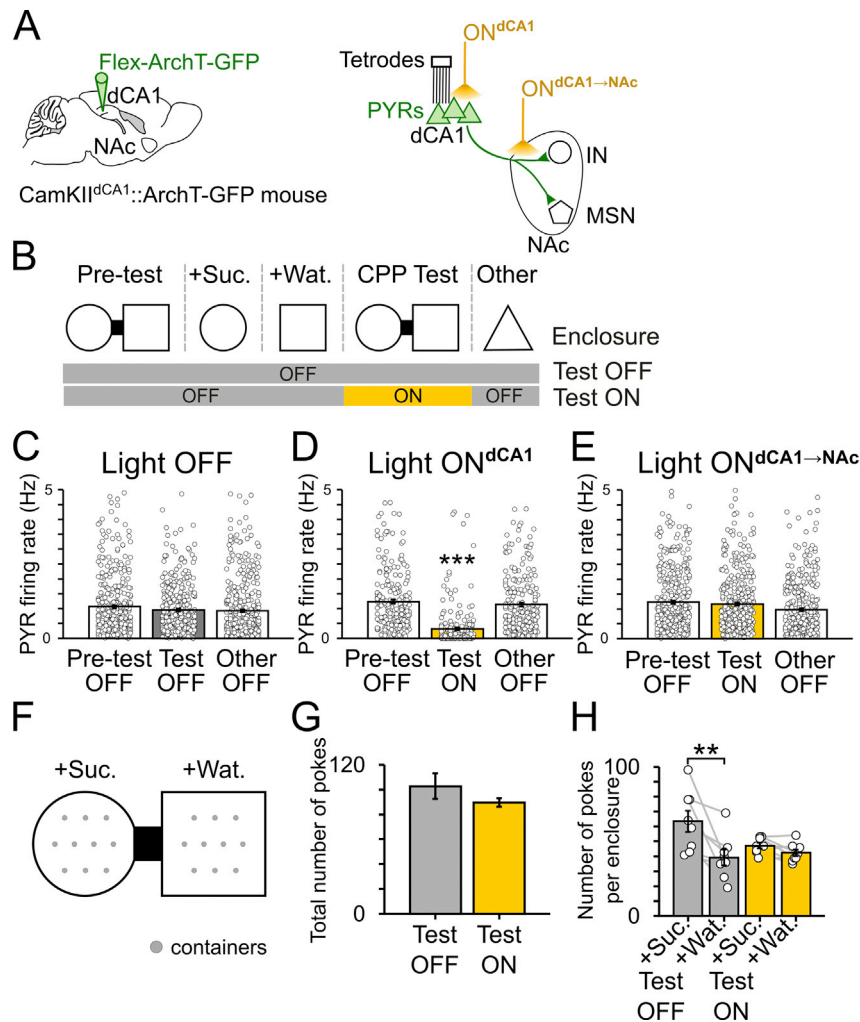 A
Flex-ArchT-GFP
dCA1
NAc
CamKII^dCA1::ArchT-GFP mouse
ON^dCA1
Tetrodes
ON^dCA1→NAc
PYRs
dCA1
IN
MSN
NAc
B
Pre-test +Suc. +Wat. CPP Test Other
Enclosure
OFF Test OFF
OFF ON OFF Test ON
C
Light OFF
PYR firing rate (Hz)
5
0
Pre-test Test Other
OFF OFF OFF
D
Light ON^dCA1
PYR firing rate (Hz)
5
***
0
Pre-test Test Other
OFF ON OFF
E
Light ON^dCA1→NAc
PYR firing rate (Hz)
5
0
Pre-test Test Other
OFF ON OFF
F
+Suc. +Wat.
containers
G
Total number of pokes
120
0
Test Test
OFF ON
H
Number of pokes
per enclosure
100
**
0
+Suc. +Wat. +Suc. +Wat.
Test Test
OFF ON